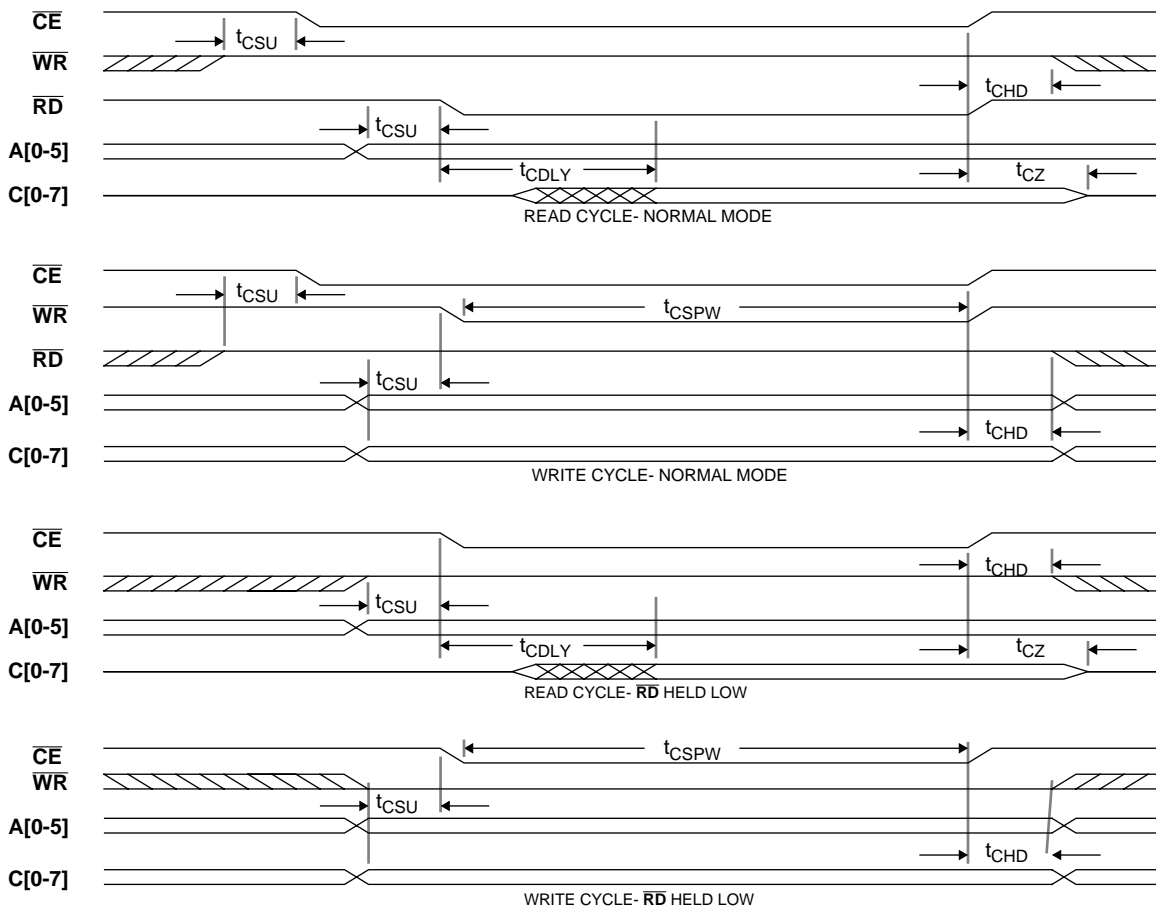 CE
tCSU
WR
tCHD
RD
tCSU
A[0-5]
tCDLY
tCZ
C[0-7]
READ CYCLE- NORMAL MODE
CE
tCSU
WR
tCSPW
RD
tCSU
A[0-5]
tCHD
C[0-7]
WRITE CYCLE- NORMAL MODE
CE
WR
tCHD
tCSU
A[0-5]
tCDLY
tCZ
C[0-7]
READ CYCLE- RD HELD LOW
CE
tCSPW
WR
tCSU
A[0-5]
tCHD
C[0-7]
WRITE CYCLE- RD HELD LOW